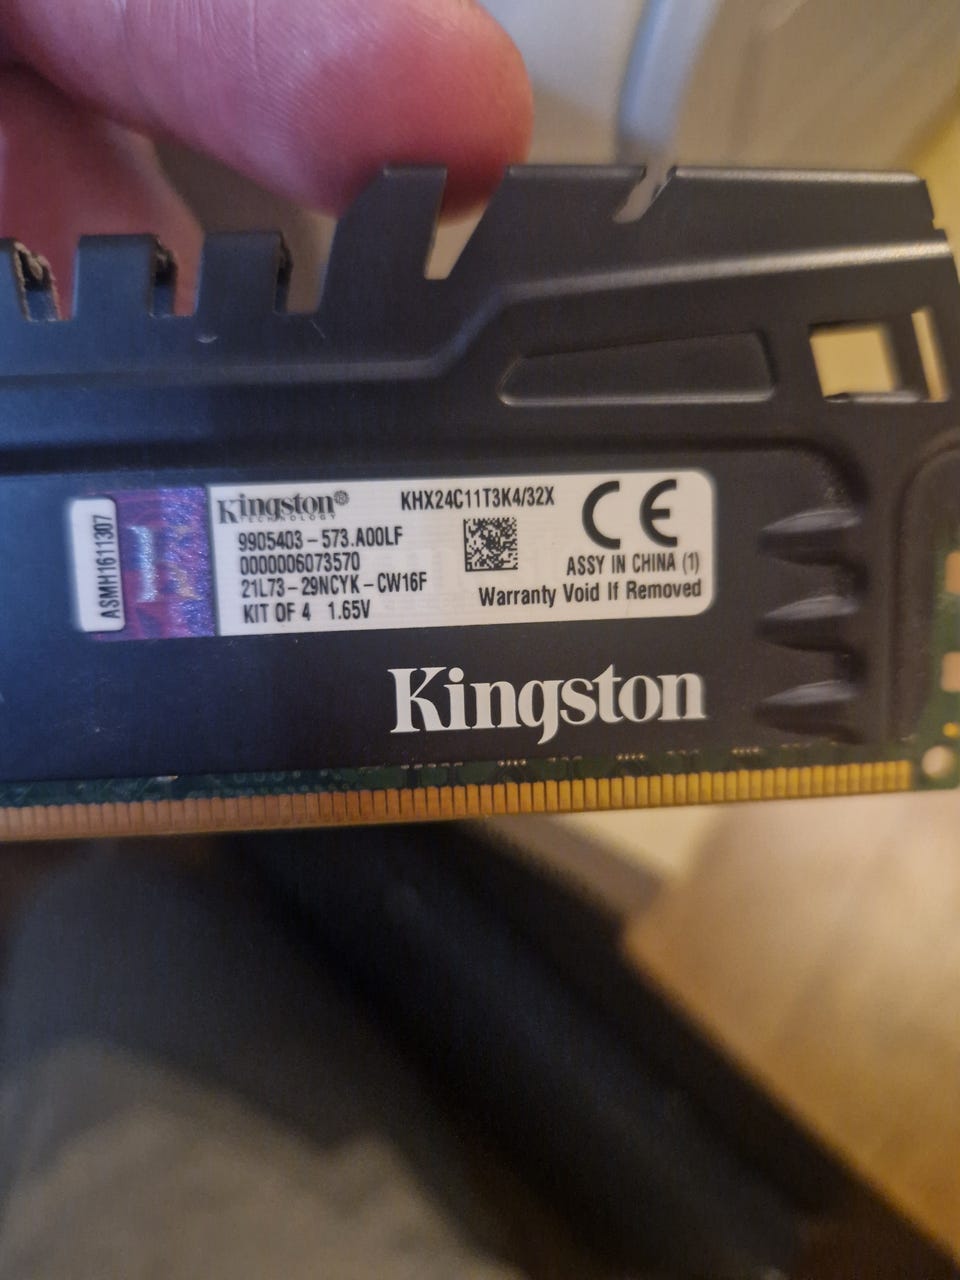 ASMH1611307
Kingston®
TECHNOLOGY
KHX24C11T3K4/32X
9905403-573.A00LF
0000006073570
21L73-29NCYK-CW16F
KIT OF 4 1.65V
CE
ASSY IN CHINA (1)
Warranty Void If Removed
Kingston